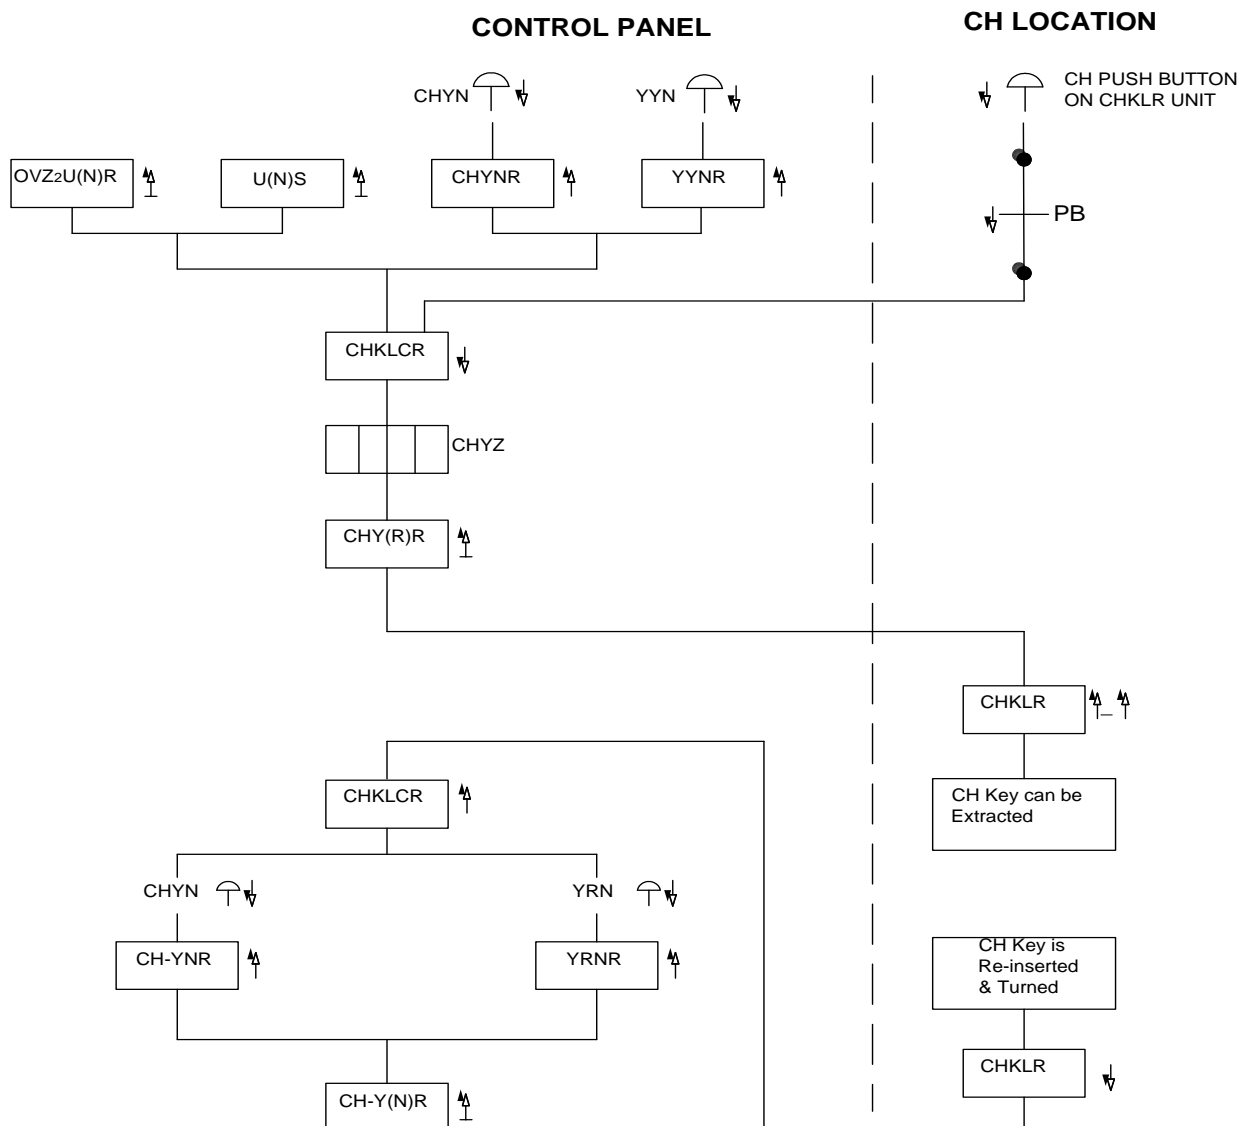 CONTROL PANEL
CH LOCATION
CHYN
YYN
CH PUSH BUTTON
ON CHKLR UNIT
OVZ2U(N)R
U(N)S
CHYNR
YYNR
PB
CHKLCR
CHYZ
CHY(R)R
CHKLR
CH Key can be
Extracted
CHKLCR
CHYN
YRN
CH-YNR
YRNR
CH Key is
Re-inserted
& Turned
CHKLR
CH-Y(N)R